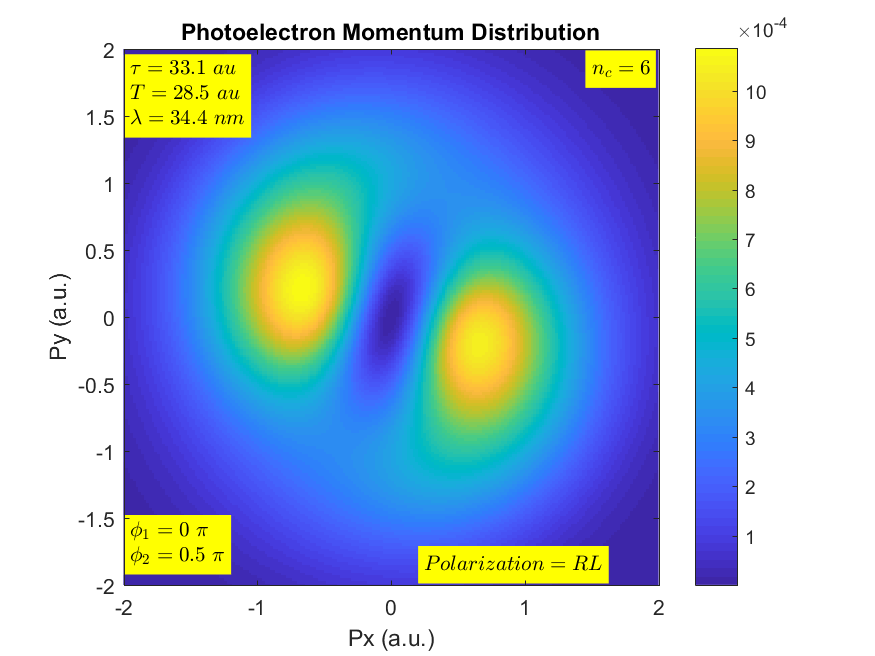 Photoelectron Momentum Distribution
×10⁻⁴
τ = 33.1 au
T = 28.5 au
λ = 34.4 nm
n_c = 6
2
1.5
1
0.5
0
-0.5
-1
-1.5
-2
Py (a.u.)
ϕ₁ = 0 π
ϕ₂ = 0.5 π
Polarization = RL
-2
-1
0
1
2
Px (a.u.)
10
9
8
7
6
5
4
3
2
1